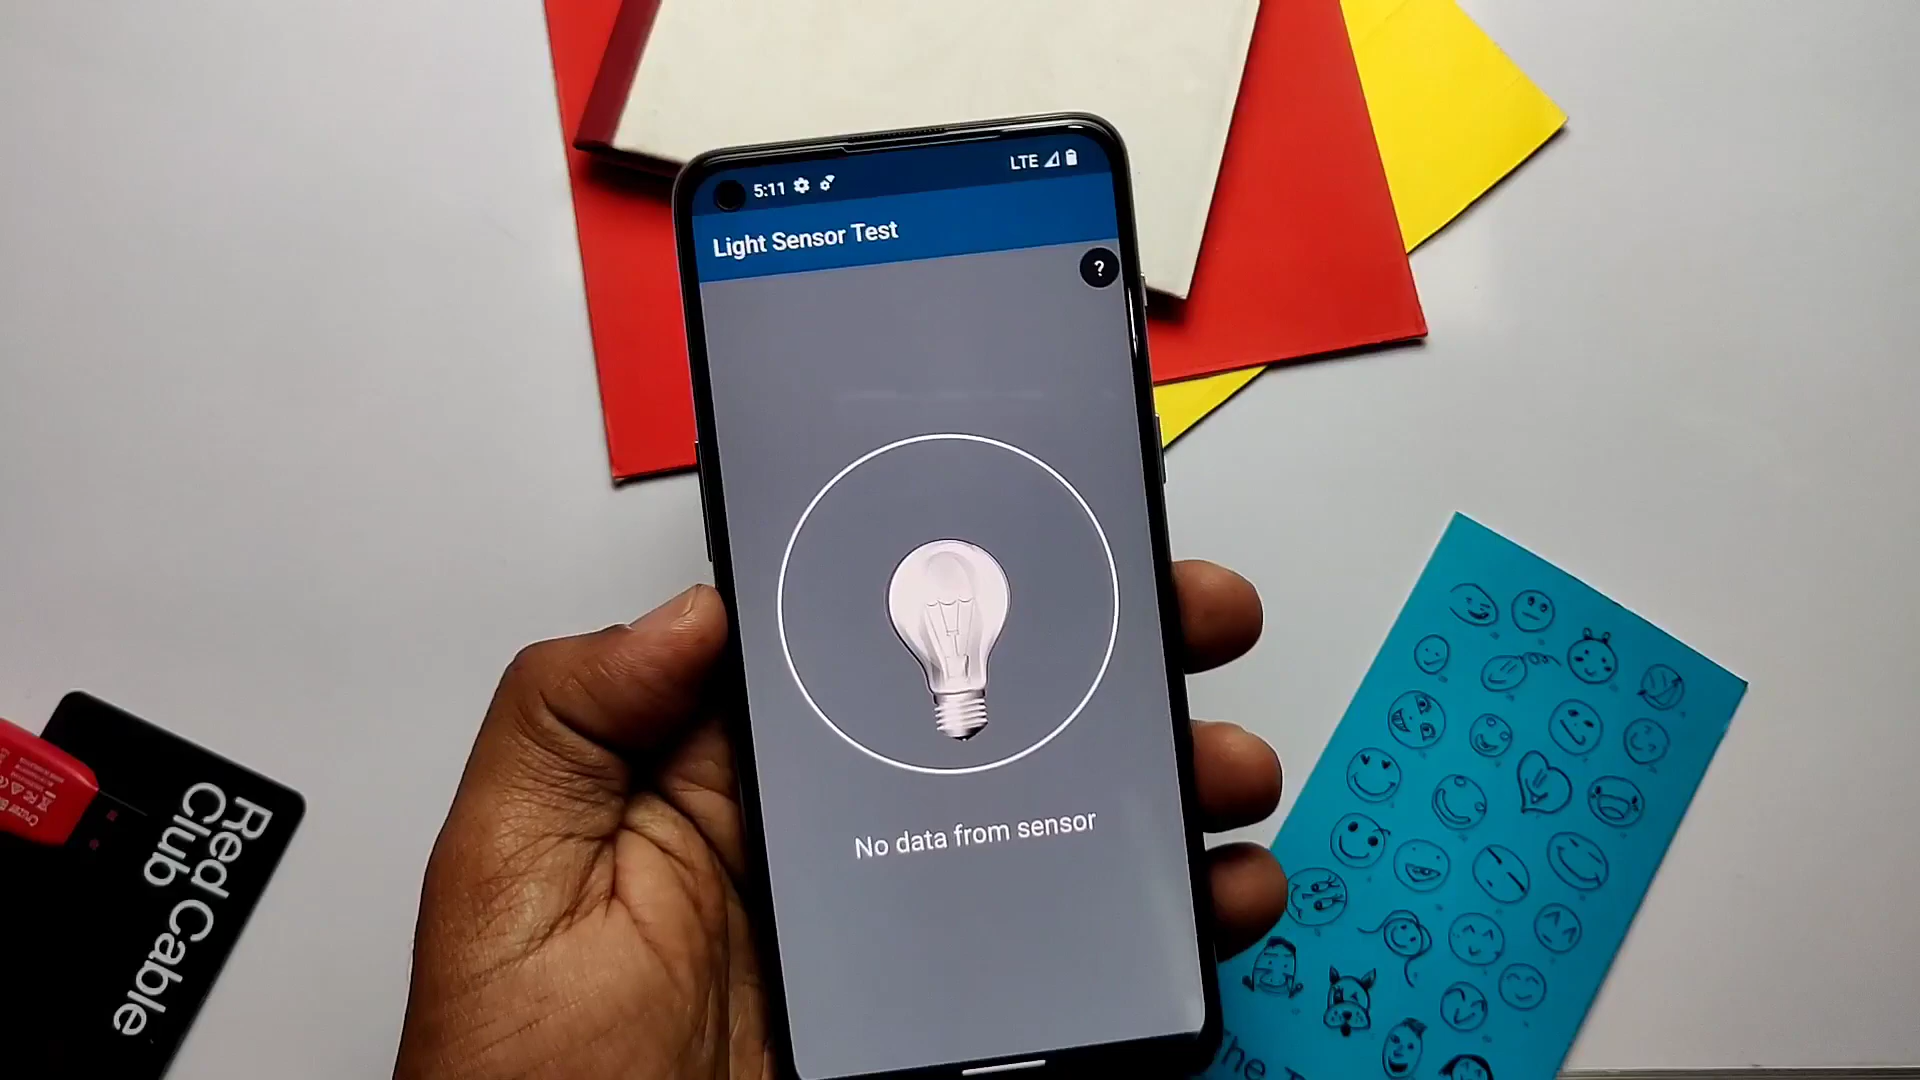 5:11
LTE
Light Sensor Test
?
No data from sensor
Red Cable
Club